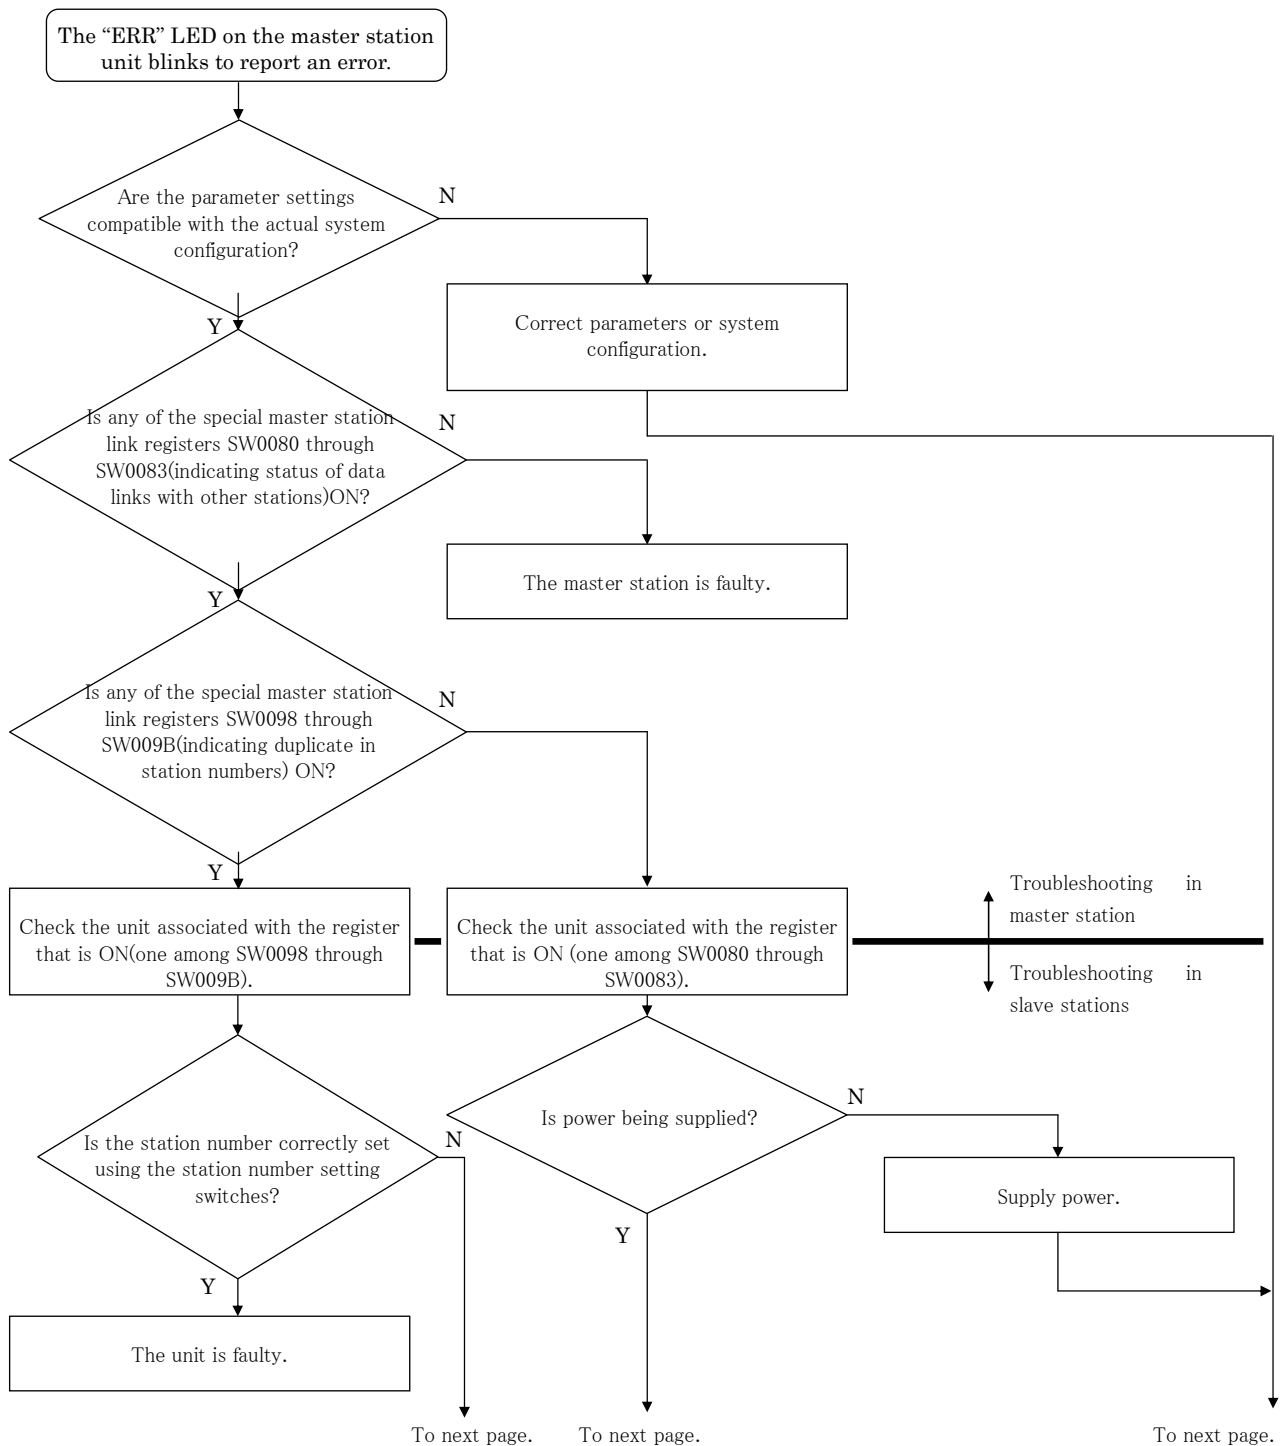 The “ERR” LED on the master station
unit blinks to report an error.
Are the parameter settings
compatible with the actual system
configuration?
N
Y
Correct parameters or system
configuration.
Is any of the special master station
link registers SW0080 through
SW0083(indicating status of data
links with other stations)ON?
N
Y
The master station is faulty.
Is any of the special master station
link registers SW0098 through
SW009B(indicating duplicate in
station numbers) ON?
N
Y
Check the unit associated with the register
that is ON(one among SW0098 through
SW009B).
Check the unit associated with the register
that is ON (one among SW0080 through
SW0083).
Troubleshooting in
master station
Troubleshooting in
slave stations
Is power being supplied?
N
Y
Is the station number correctly set
using the station number setting
switches?
N
Y
Supply power.
The unit is faulty.
To next page.
To next page.
To next page.